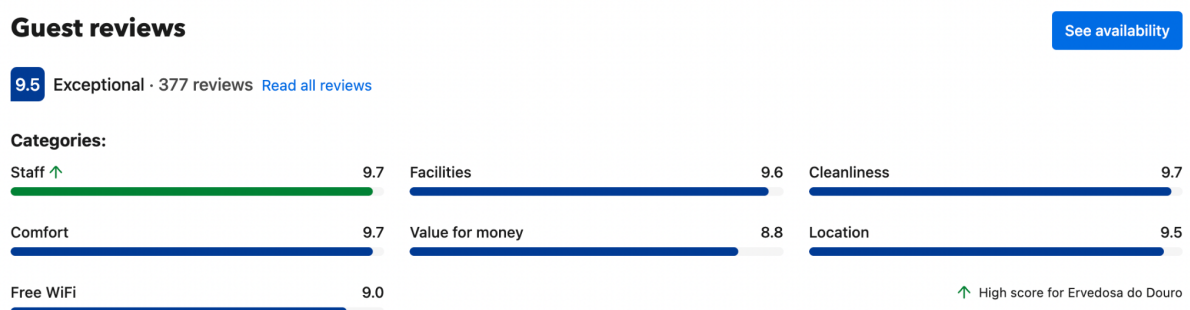 Guest reviews
See availability
9.5 Exceptional · 377 reviews Read all reviews
Categories:
Staff ↑ 9.7
Facilities 9.6
Cleanliness 9.7
Comfort 9.7
Value for money 8.8
Location 9.5
Free WiFi 9.0
↑ High score for Ervedosa do Douro